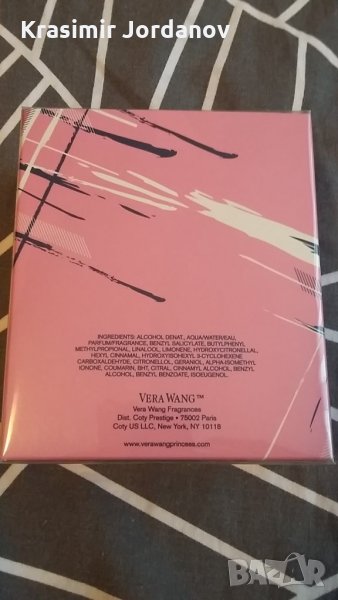 Krasimir Jordanov
INGREDIENTS: ALCOHOL DENAT., AQUA/WATER/EAU,
PARFUM/FRAGRANCE, BENZYL SALICYLATE, BUTYLPHENYL
METHYLPROPIONAL, LINALOOL, LIMONENE, HYDROXYCITRONELLAL,
HEXYL CINNAMAL, HYDROXYISOHEXYL 3-CYCLOHEXENE
CARBOXALDEHYDE, CITRONELLOL, GERANIOL, ALPHA-ISOMETHYL
IONONE, COUMARIN, BHT, CITRAL, CINNAMYL ALCOHOL, BENZYL
ALCOHOL, BENZYL BENZOATE, ISOEUGENOL.
VERA WANG™
Vera Wang Fragrances
Dist. Coty Prestige • 75002 Paris
Coty US LLC, New York, NY 10118
www.verawangprincess.com
BAZAR